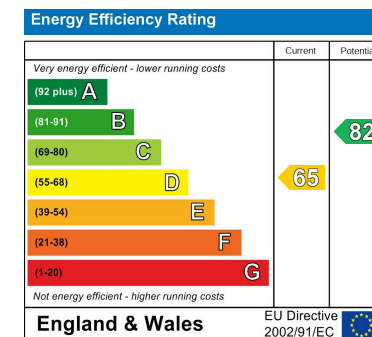 Energy Efficiency Rating
Current Potential
Very energy efficient - lower running costs
(92 plus) A
(81-91) B
82
(69-80) C
(55-68) D
65
(39-54) E
(21-38) F
(1-20) G
Not energy efficient - higher running costs
England & Wales
EU Directive
2002/91/EC